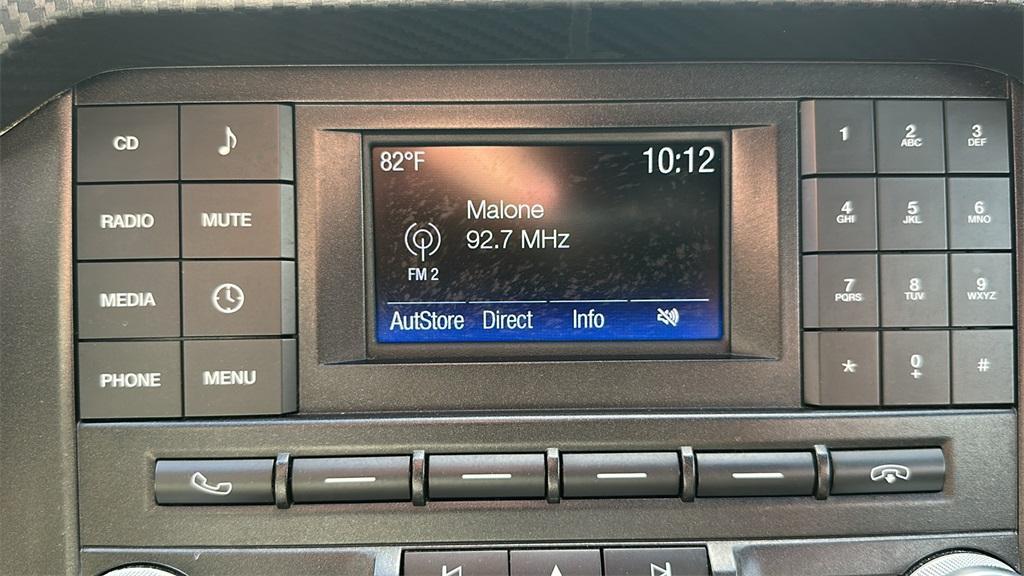 CD
RADIO
MUTE
MEDIA
PHONE
MENU
82°F
10:12
Malone
92.7 MHz
FM 2
AutStore Direct Info
1
2
ABC
3
DEF
4
GHI
5
JKL
6
MNO
7
PQRS
8
TUV
9
WXYZ
*
0
+
#